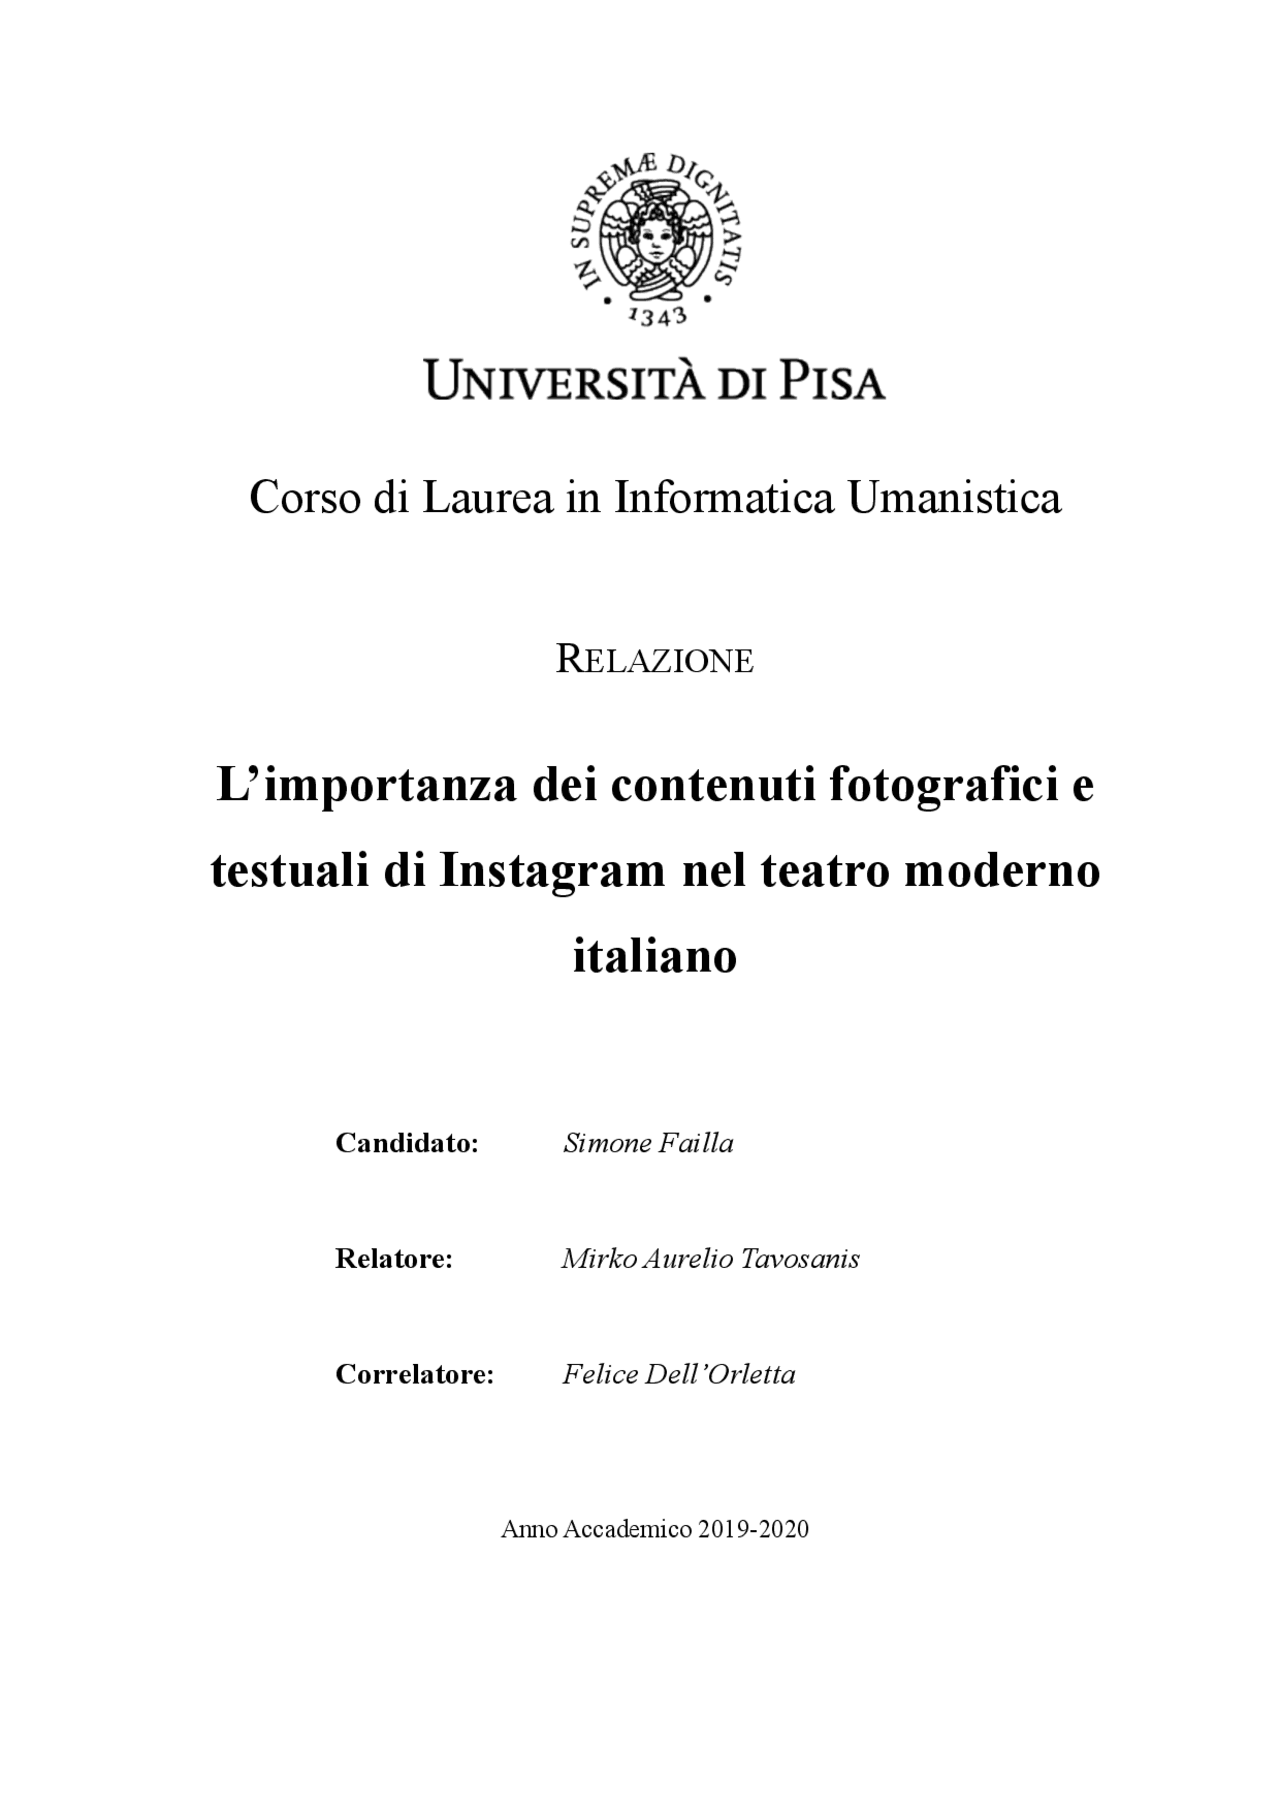 IN SUPREMÆ DIGNITATIS
• 1343 •
UNIVERSITÀ DI PISA
Corso di Laurea in Informatica Umanistica
RELAZIONE
L’importanza dei contenuti fotografici e
testuali di Instagram nel teatro moderno
italiano
Candidato: Simone Failla
Relatore: Mirko Aurelio Tavosanis
Correlatore: Felice Dell’Orletta
Anno Accademico 2019-2020